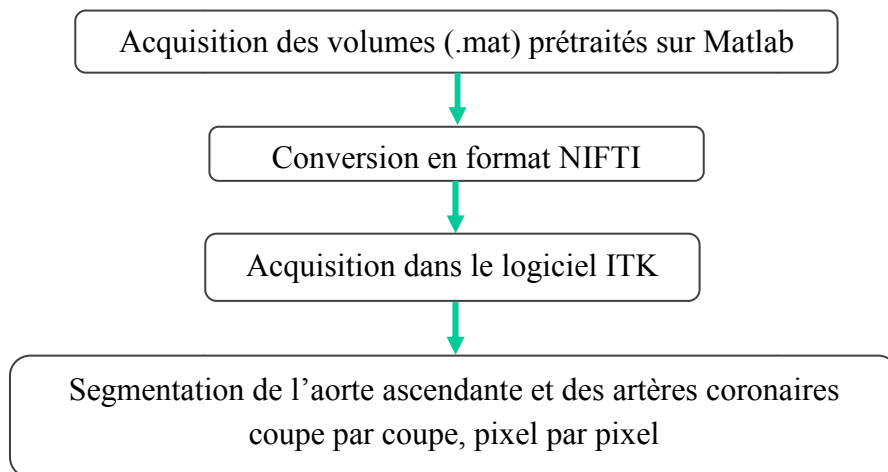 Acquisition des volumes (.mat) prétraités sur Matlab
Conversion en format NIFTI
Acquisition dans le logiciel ITK
Segmentation de l’aorte ascendante et des artères coronaires
coupe par coupe, pixel par pixel